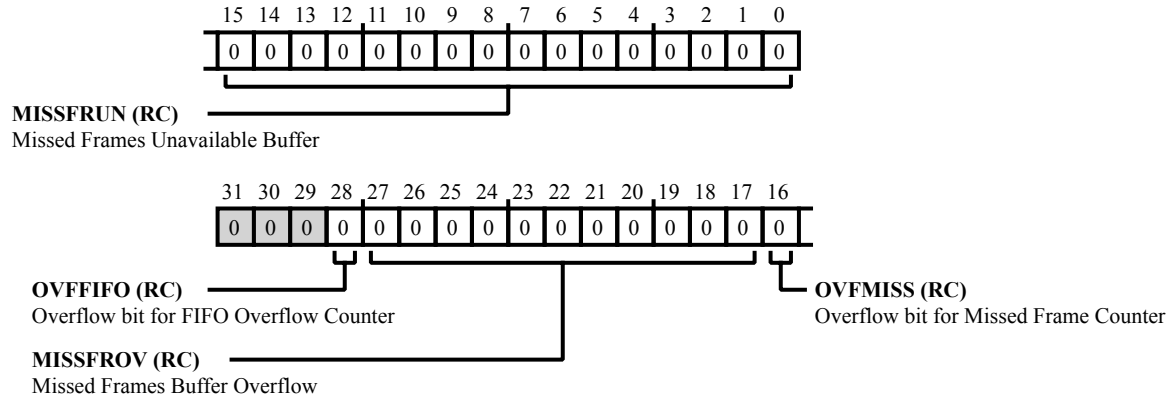 15 14 13 12 11 10 9 8 7 6 5 4 3 2 1 0
0 0 0 0 0 0 0 0 0 0 0 0 0 0 0 0
MISSFRUN (RC)
Missed Frames Unavailable Buffer
31 30 29 28 27 26 25 24 23 22 21 20 19 18 17 16
0 0 0 0 0 0 0 0 0 0 0 0 0 0 0 0
OVFFIFO (RC)
Overflow bit for FIFO Overflow Counter
OVFMISS (RC)
Overflow bit for Missed Frame Counter
MISSFROV (RC)
Missed Frames Buffer Overflow